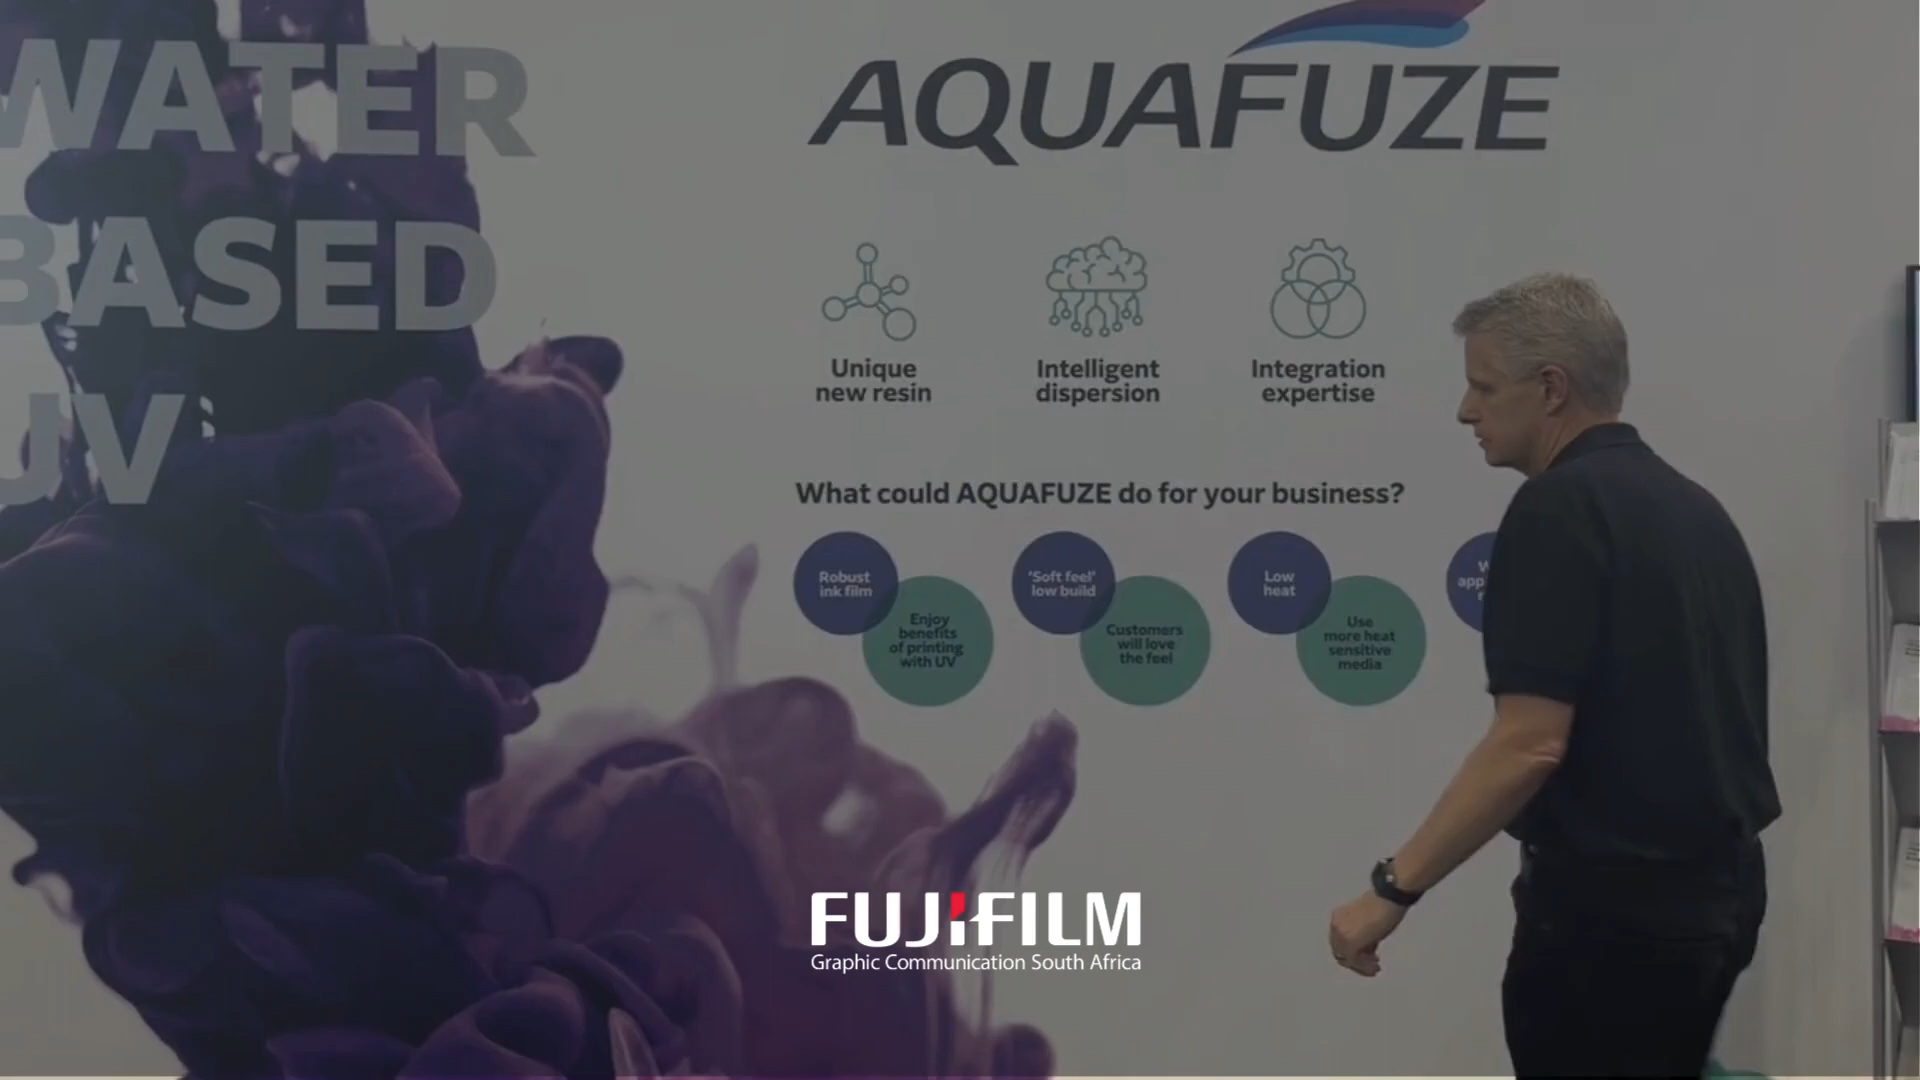 WATER
BASED
UV
AQUAFUZE
Unique
new resin
Intelligent
dispersion
Integration
expertise
What could AQUAFUZE do for your business?
Robust
ink film
Enjoy
benefits
of printing
with UV
'Soft feel'
low build
Customers
will love
the feel
Low
heat
Use
more heat
sensitive
media
FUJIFILM
Graphic Communication South Africa